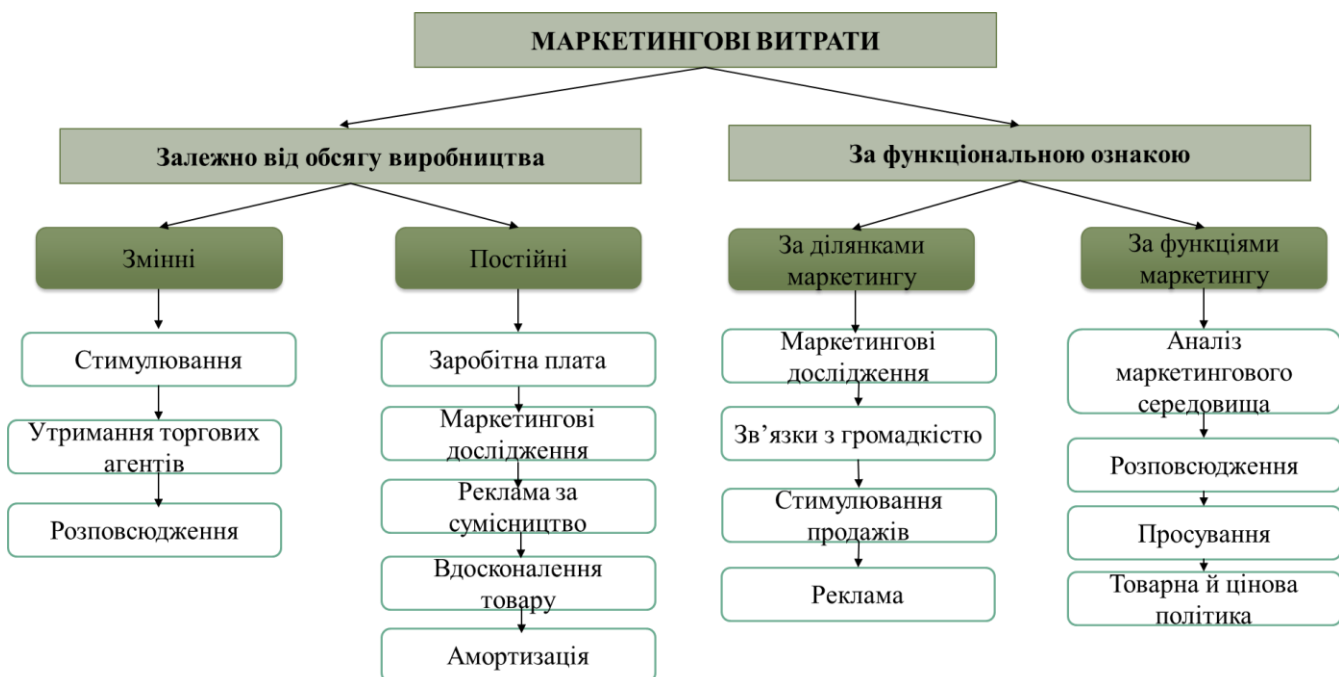 МАРКЕТИНГОВІ ВИТРАТИ
Залежно від обсягу виробництва
За функціональною ознакою
Змінні
Постійні
За ділянками
маркетингу
За функціями
маркетингу
Стимулювання
Утримання торгових
агентів
Розповсюдження
Заробітна плата
Маркетингові
дослідження
Реклама за
сумісництво
Вдосконалення
товару
Амортизація
Маркетингові
дослідження
Зв’язки з громадкістю
Стимулювання
продажів
Реклама
Аналіз
маркетингового
середовища
Розповсюдження
Просування
Товарна й цінова
політика